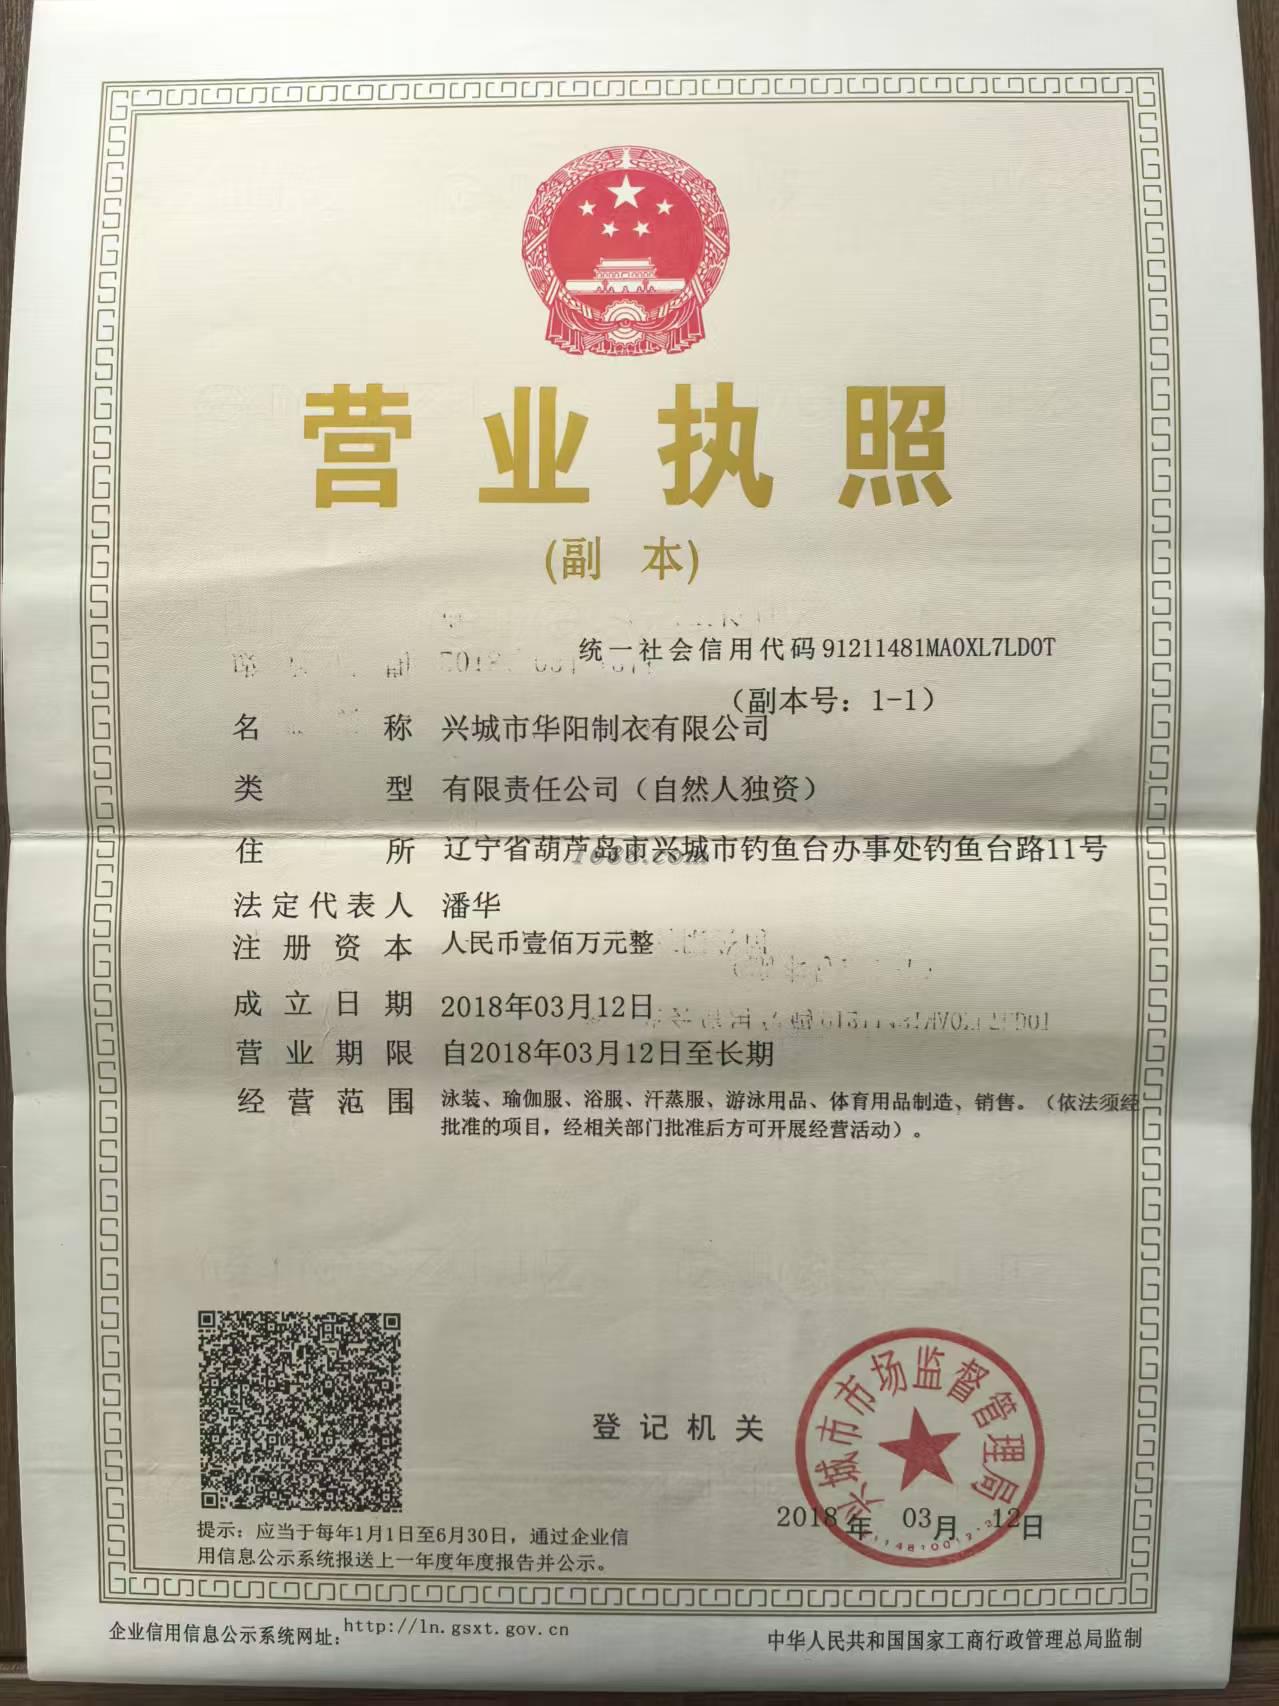 营业执照
(副 本)
统一社会信用代码 91211481MA0XL7LD0T
（副本号：1-1）
名 称 兴城市华阳制衣有限公司
类 型 有限责任公司（自然人独资）
住 所 辽宁省葫芦岛市兴城市钓鱼台办事处钓鱼台路11号
1688.com
法定代表人 潘华
注册资本 人民币壹佰万元整
成立日期 2018年03月12日
营业期限 自2018年03月12日至长期
经营范围 泳装、瑜伽服、浴服、汗蒸服、游泳用品、体育用品制造、销售。（依法须经
批准的项目，经相关部门批准后方可开展经营活动）。
登记机关
兴城市市场监督管理局
2018年 03月 12日
提示：应当于每年1月1日至6月30日，通过企业信
用信息公示系统报送上一年度年度报告并公示。
企业信用信息公示系统网址：http://ln.gsxt.gov.cn
中华人民共和国国家工商行政管理总局监制